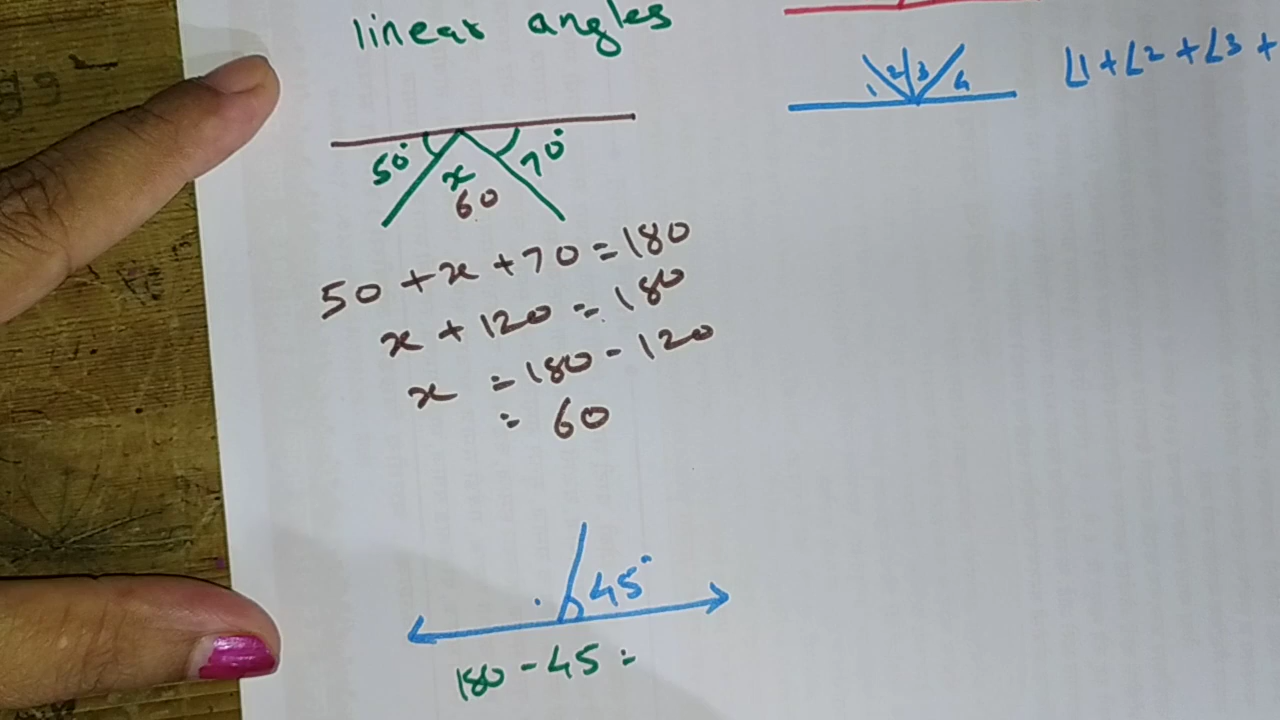 linear angles
1 2 3 4
∠1 + ∠2 + ∠3 +
50° x 70°
60
50 + x + 70 = 180
x + 120 = 180
x = 180 - 120
= 60
45°
180 - 45 =